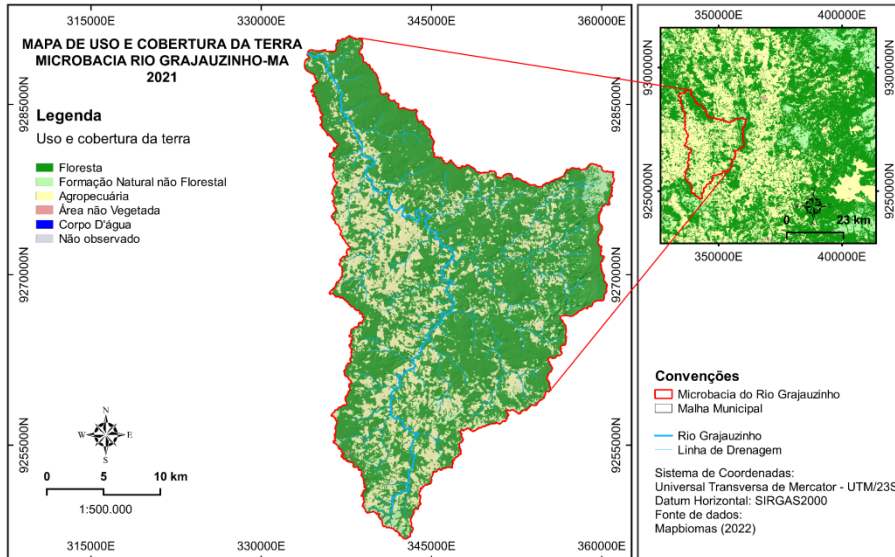 315000E
330000E
345000E
360000E
MAPA DE USO E COBERTURA DA TERRA
MICROBACIA RIO GRAJAUZINHO-MA
2021
Legenda
Uso e cobertura da terra
Floresta
Formação Natural não Florestal
Agropecuária
Área não Vegetada
Corpo D'água
Não observado
9285000N
9270000N
9255000N
9285000N
9270000N
9255000N
N
W
E
S
0 5 10 km
1:500.000
315000E
330000E
345000E
360000E
350000E
400000E
9300000N
9250000N
9300000N
9250000N
0 23 km
350000E
400000E
Convenções
Microbacia do Rio Grajauzinho
Malha Municipal
Rio Grajauzinho
Linha de Drenagem
Sistema de Coordenadas:
Universal Transversa de Mercator - UTM/23S
Datum Horizontal: SIRGAS2000
Fonte de dados:
Mapbiomas (2022)